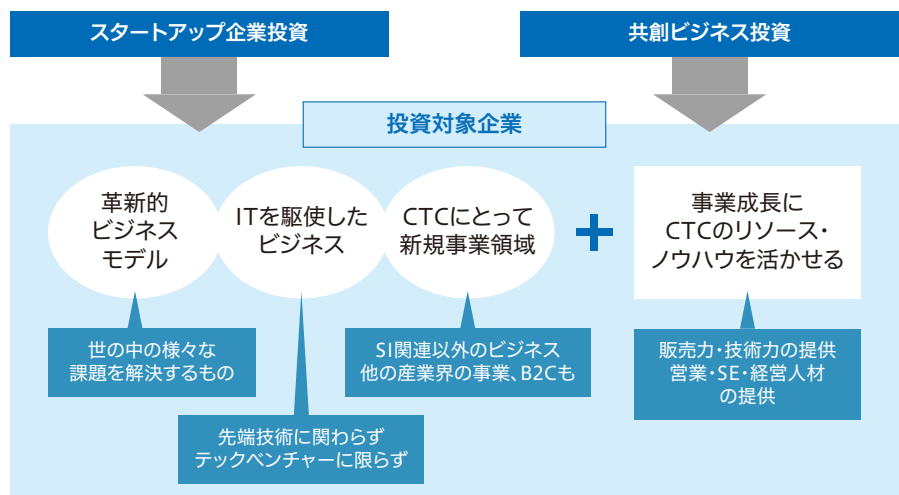 スタートアップ企業投資
共創ビジネス投資
投資対象企業
革新的
ビジネス
モデル
ITを駆使した
ビジネス
CTCにとって
新規事業領域
+
事業成長に
CTCのリソース・
ノウハウを活かせる
世の中の様々な
課題を解決するもの
先端技術に関わらず
テックベンチャーに限らず
SI関連以外のビジネス
他の産業界の事業、B2Cも
販売力・技術力の提供
営業・SE・経営人材
の提供